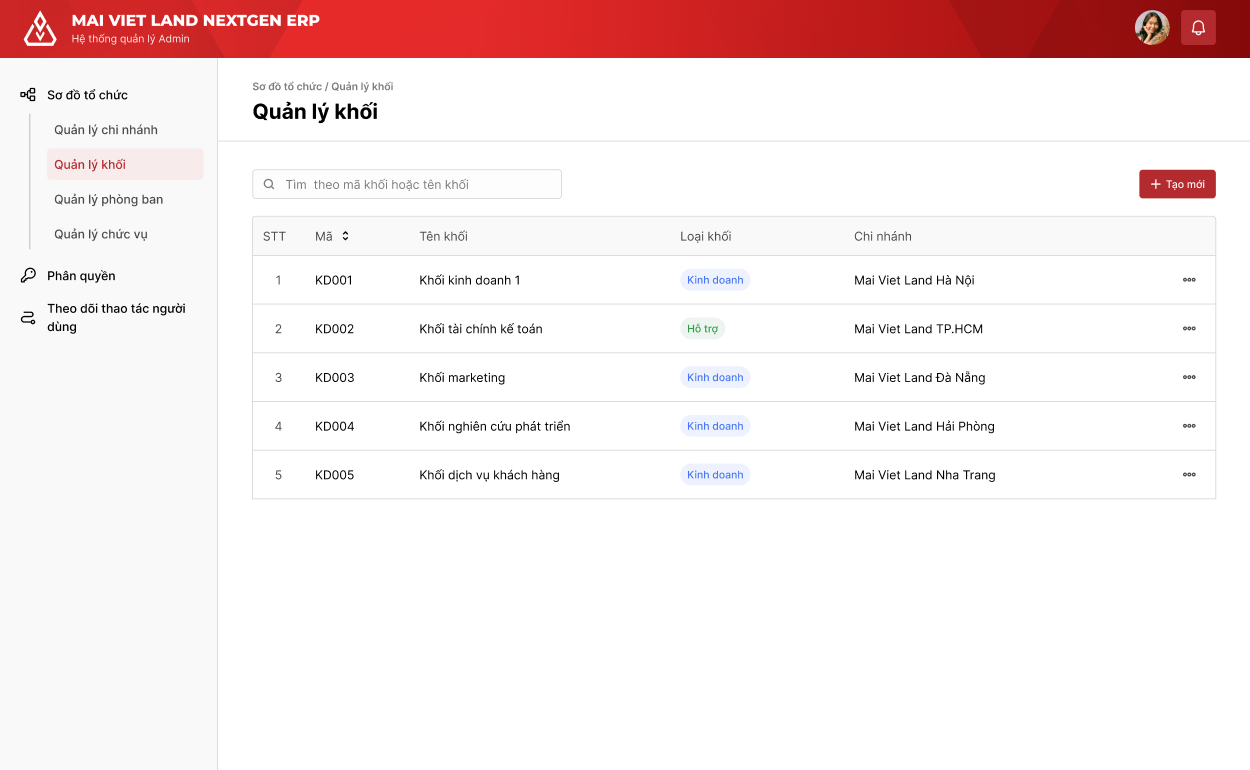 MAI VIET LAND NEXTGEN ERP
Hệ thống quản lý Admin
Sơ đồ tổ chức
Quản lý chi nhánh
Quản lý khối
Quản lý phòng ban
Quản lý chức vụ
Phân quyền
Theo dõi thao tác người
dùng
Sơ đồ tổ chức / Quản lý khối
Quản lý khối
Tìm theo mã khối hoặc tên khối
Tạo mới
STT Mã Tên khối Loại khối Chi nhánh
1 KD001 Khối kinh doanh 1 Kinh doanh Mai Viet Land Hà Nội
2 KD002 Khối tài chính kế toán Hỗ trợ Mai Viet Land TP.HCM
3 KD003 Khối marketing Kinh doanh Mai Viet Land Đà Nẵng
4 KD004 Khối nghiên cứu phát triển Kinh doanh Mai Viet Land Hải Phòng
5 KD005 Khối dịch vụ khách hàng Kinh doanh Mai Viet Land Nha Trang